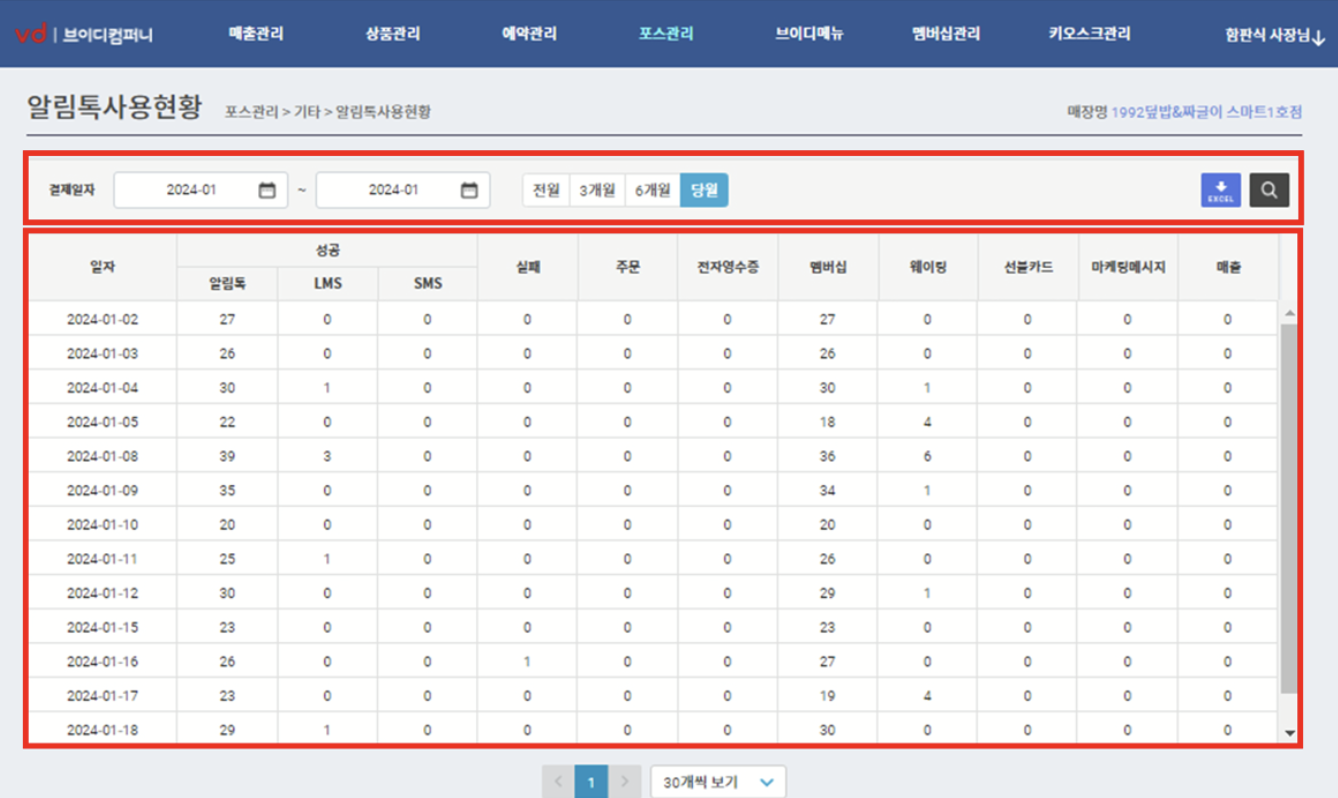 vd | 브이디컴퍼니 매출관리 상품관리 예약관리 포스관리 브이디메뉴 멤버십관리 키오스크관리 함판식 사장님↓
알림톡사용현황 포스관리 > 기타 > 알림톡사용현황 매장명 1992덮밥&짜글이 스마트1호점
결제일자 2024-01 ~ 2024-01 전월 3개월 6개월 당월 EXCEL
일자 성공 실패 주문 전자영수증 멤버십 웨이팅 선불카드 마케팅메시지 매출
알림톡 LMS SMS
2024-01-02 27 0 0 0 0 0 27 0 0 0 0
2024-01-03 26 0 0 0 0 0 26 0 0 0 0
2024-01-04 30 1 0 0 0 0 30 1 0 0 0
2024-01-05 22 0 0 0 0 0 18 4 0 0 0
2024-01-08 39 3 0 0 0 0 36 6 0 0 0
2024-01-09 35 0 0 0 0 0 34 1 0 0 0
2024-01-10 20 0 0 0 0 0 20 0 0 0 0
2024-01-11 25 1 0 0 0 0 26 0 0 0 0
2024-01-12 30 0 0 0 0 0 29 1 0 0 0
2024-01-15 23 0 0 0 0 0 23 0 0 0 0
2024-01-16 26 0 0 1 0 0 27 0 0 0 0
2024-01-17 23 0 0 0 0 0 19 4 0 0 0
2024-01-18 29 1 0 0 0 0 30 0 0 0 0
< 1 > 30개씩 보기